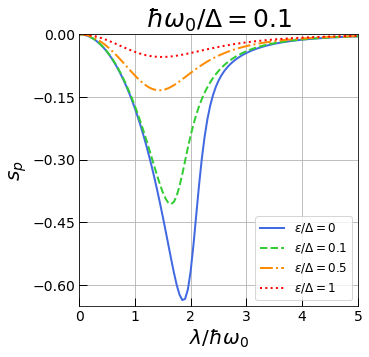 ℏω₀/Δ = 0.1
0.00
−0.15
−0.30
−0.45
−0.60
s_p
0 1 2 3 4 5
λ/ℏω₀
ε/Δ = 0
ε/Δ = 0.1
ε/Δ = 0.5
ε/Δ = 1